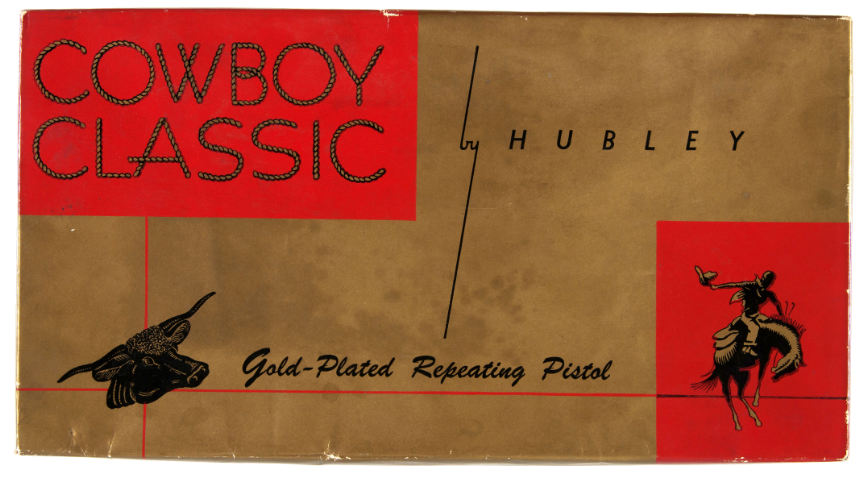 COWBOY
CLASSIC
by HUBLEY
Gold-Plated Repeating Pistol